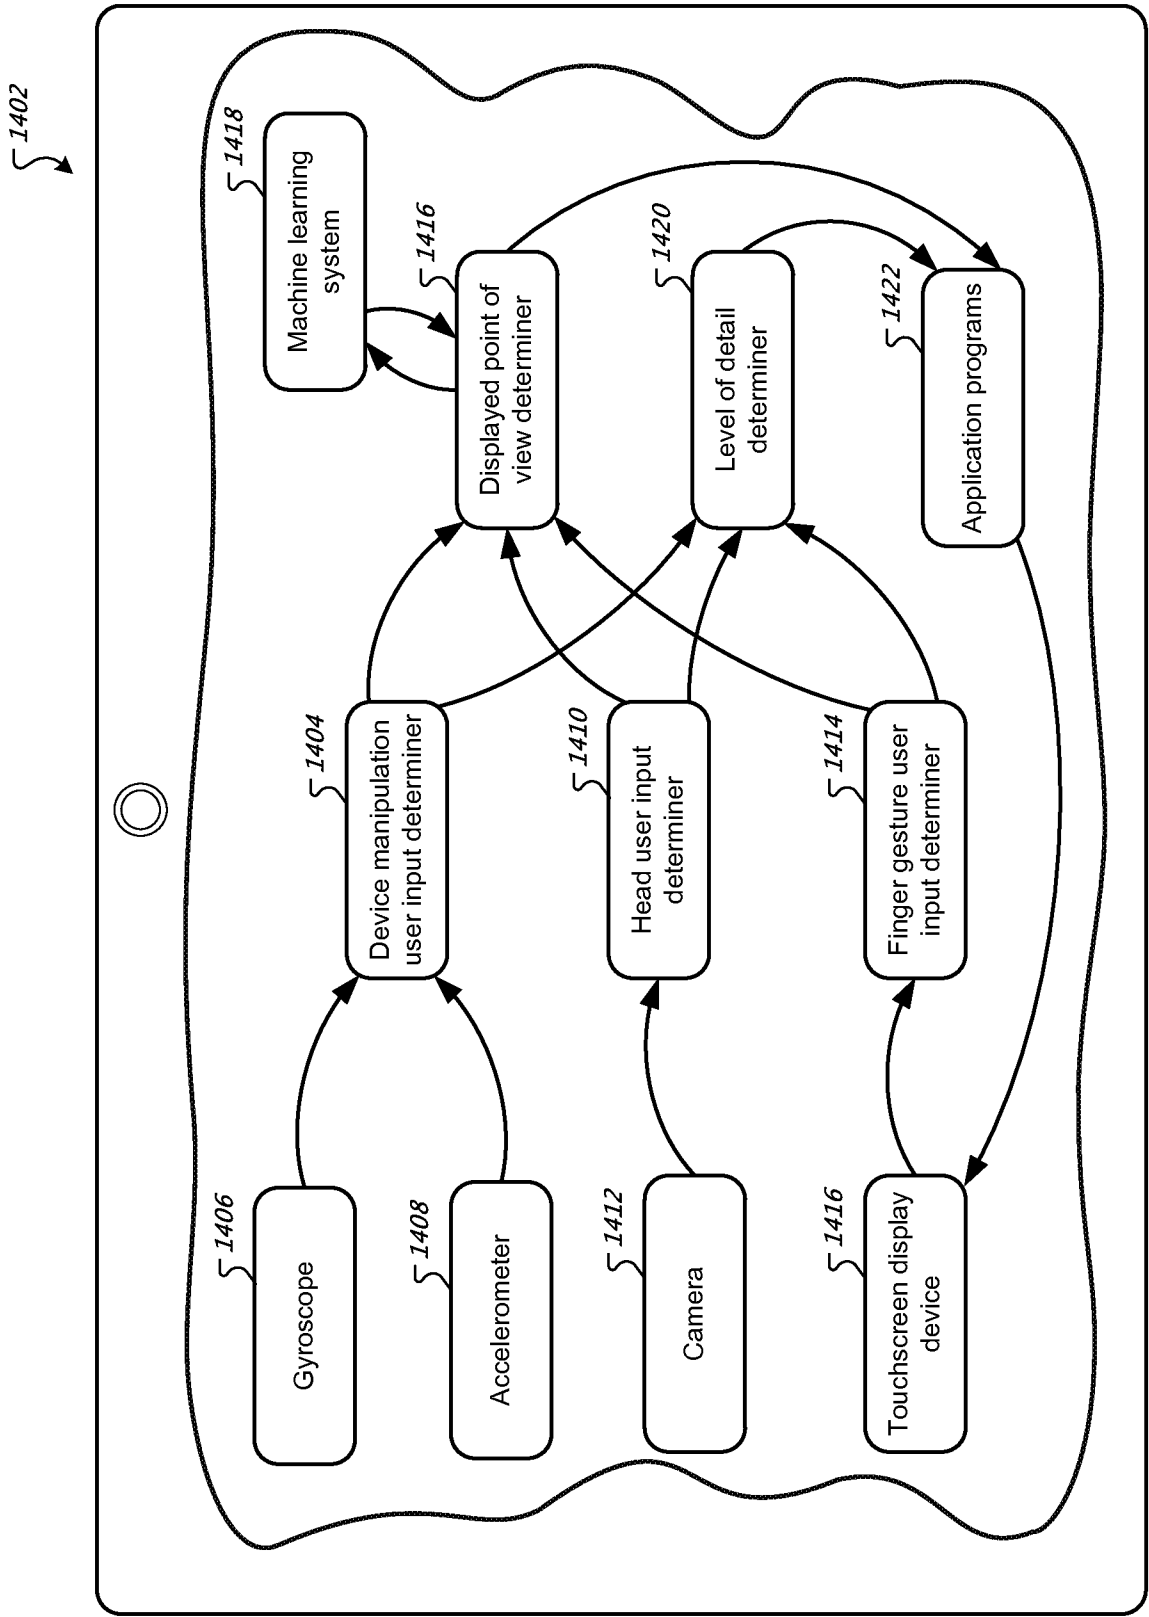 1402
1406
Gyroscope
1408
Accelerometer
1412
Camera
1416
Touchscreen display
device
1404
Device manipulation
user input determiner
1410
Head user input
determiner
1414
Finger gesture user
input determiner
1418
Machine learning
system
1416
Displayed point of
view determiner
1420
Level of detail
determiner
1422
Application programs